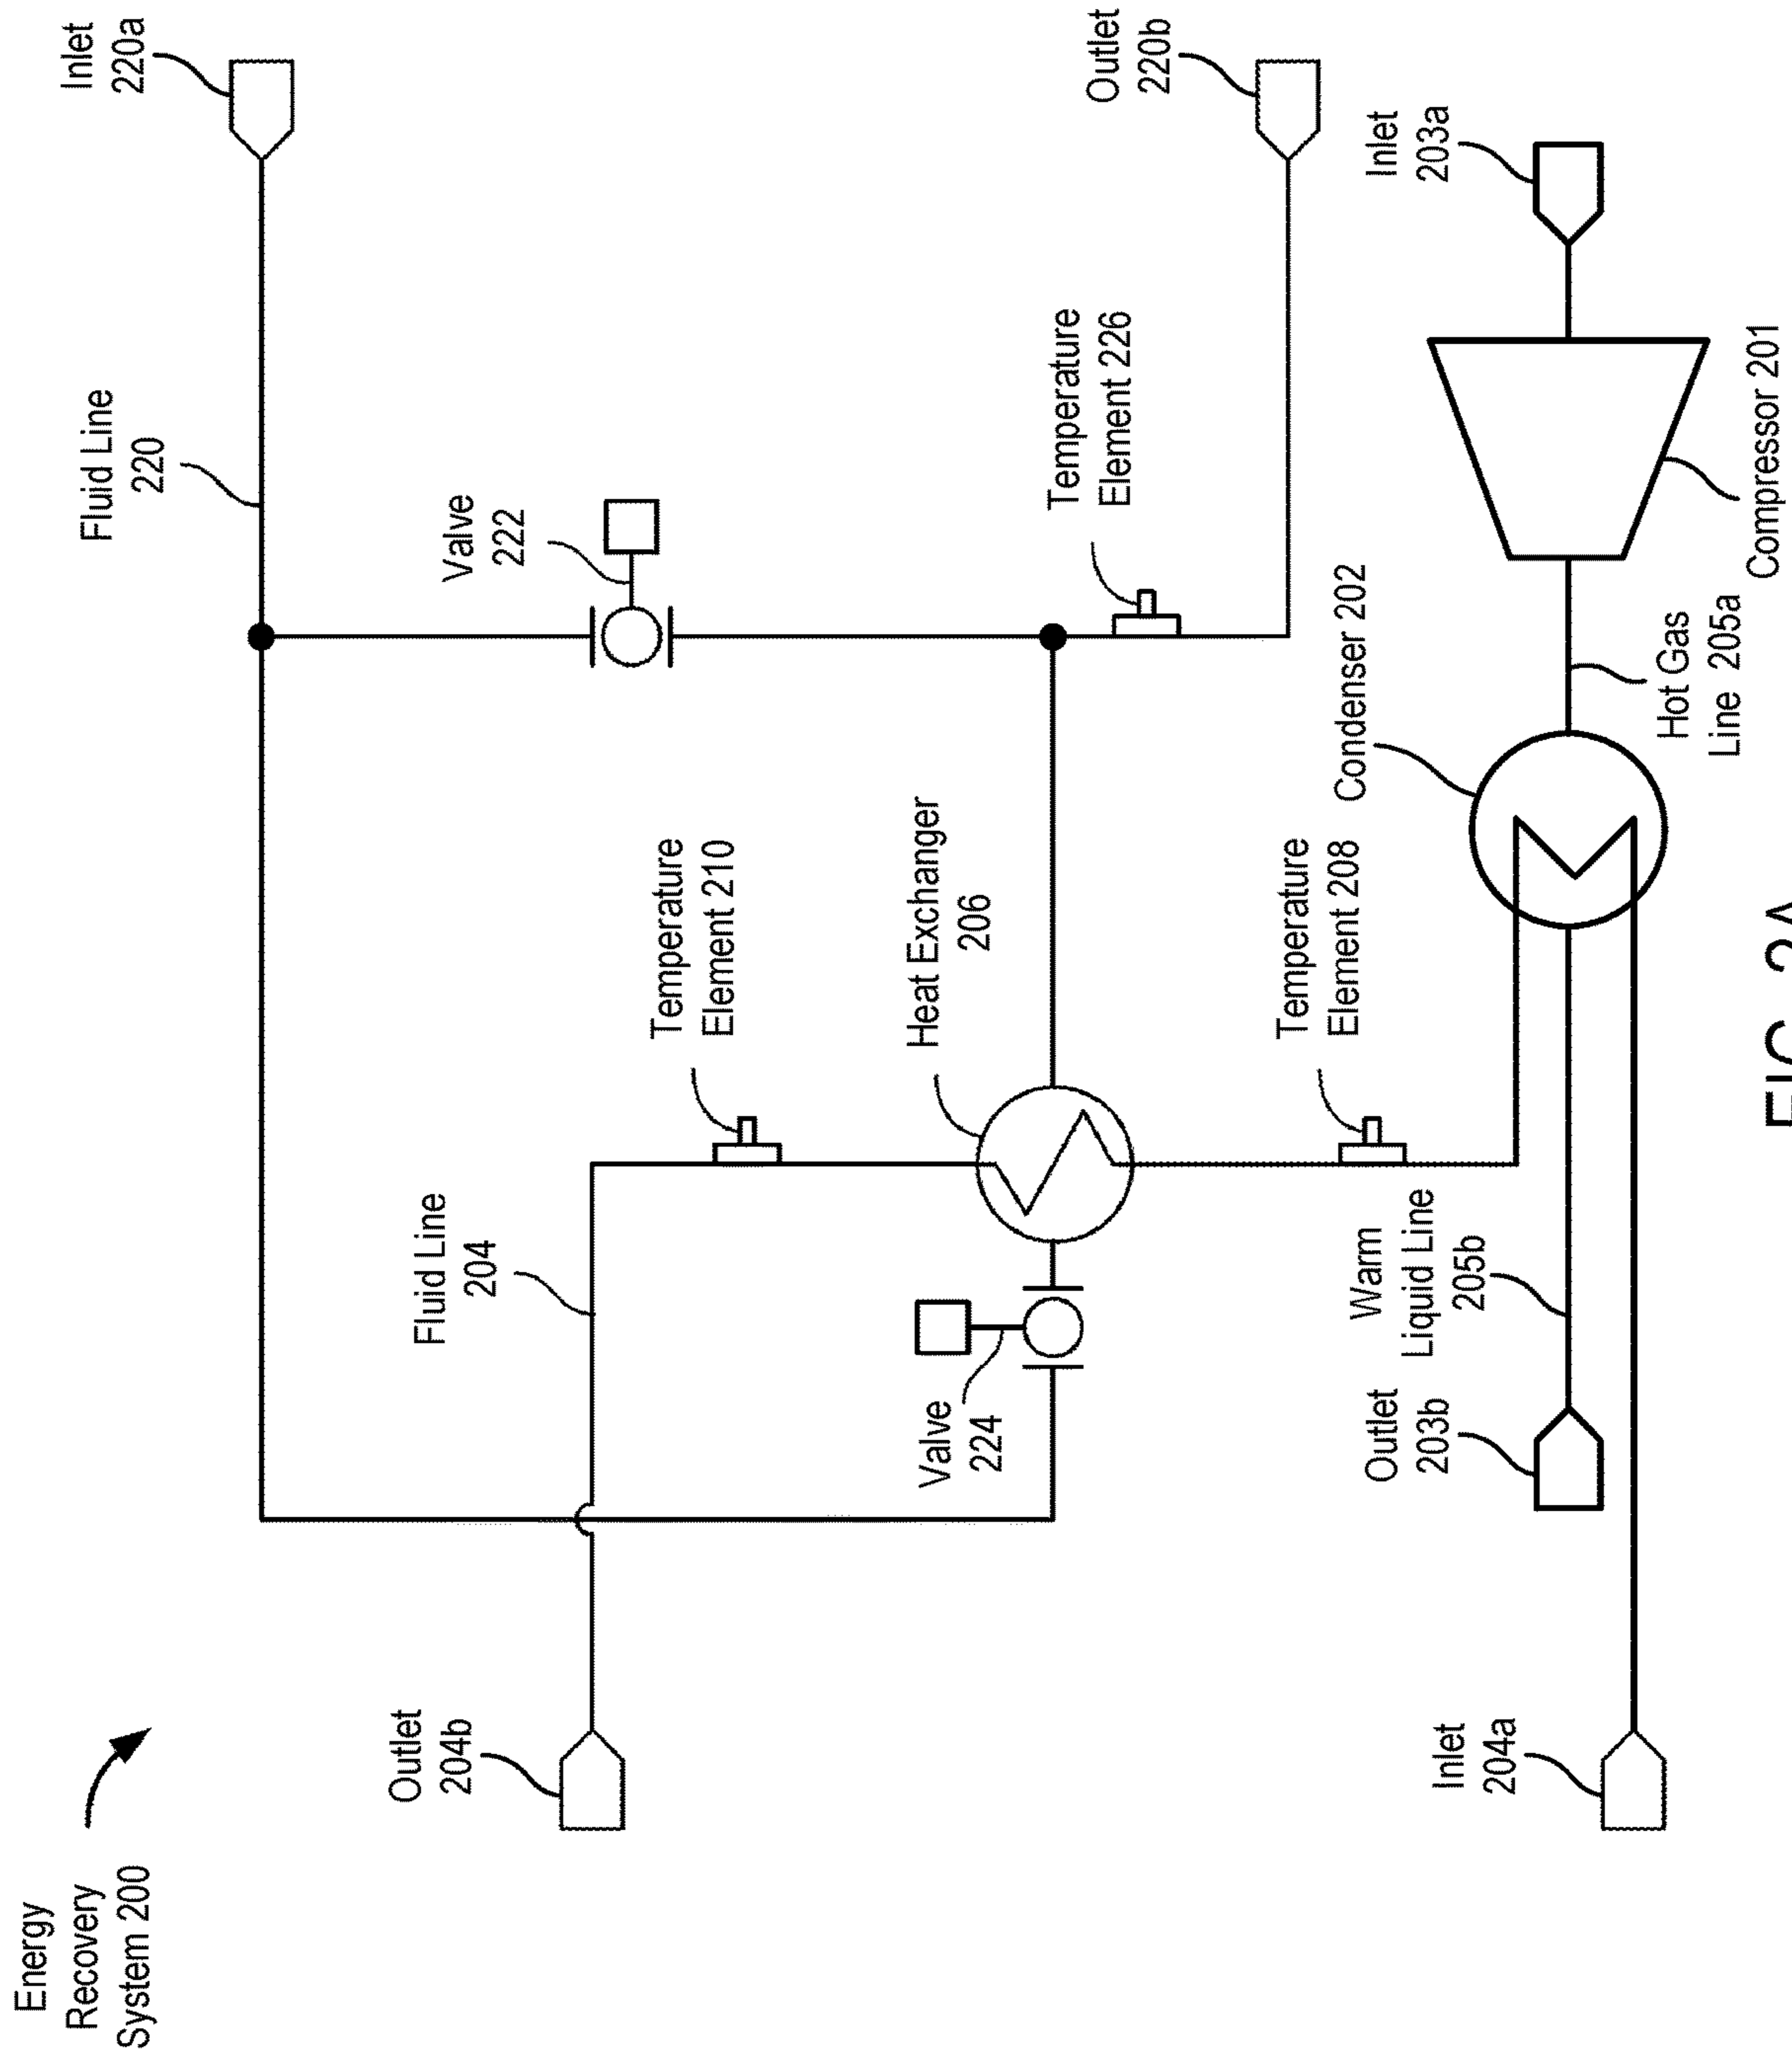 Energy
Recovery
System 200
Outlet
204b
Inlet
204a
Fluid Line
204
Valve
224
Outlet
203b
Warm
Liquid Line
205b
Temperature
Element 210
Heat Exchanger
206
Temperature
Element 208
Condenser 202
Hot Gas
Line 205a
Compressor 201
Fluid Line
220
Valve
222
Temperature
Element 226
Inlet
220a
Outlet
220b
Inlet
203a